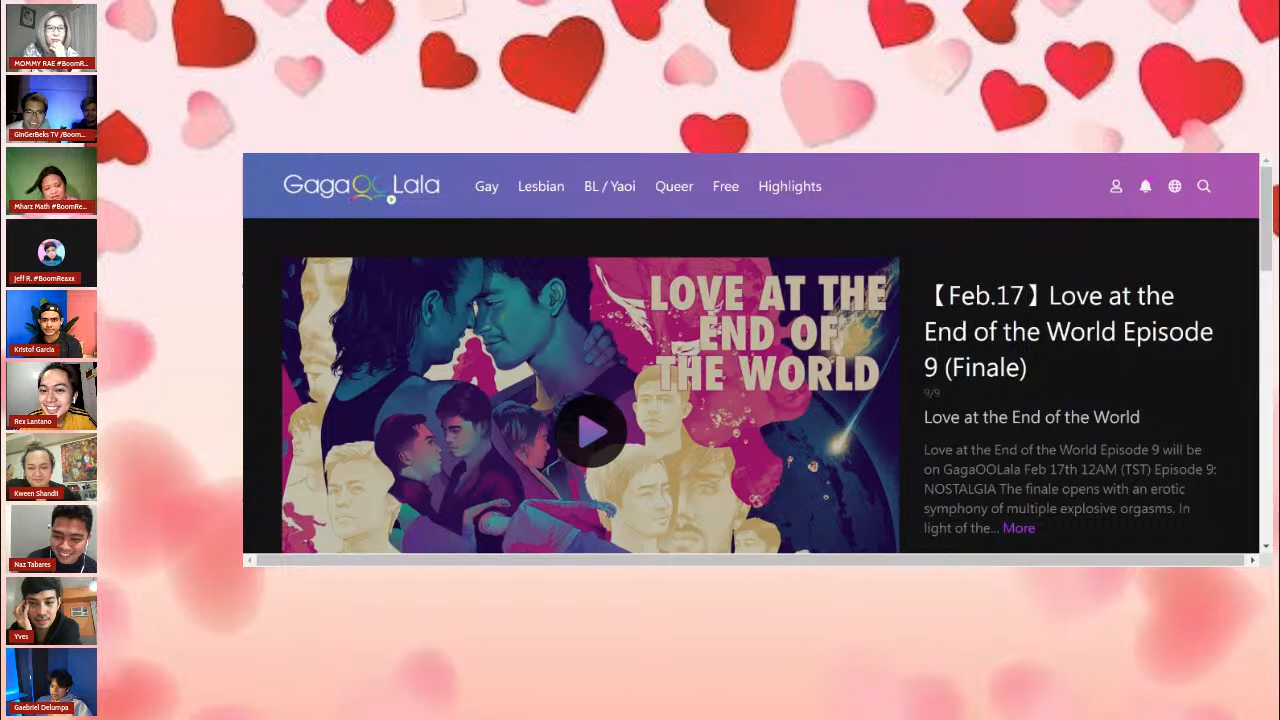 MOMMY RAE #BoomR...
GinGerBeks TV /Boom...
Mharz Math #BoomRe...
Jeff R. #BoomReaxx
Kristof Garcia
Rex Lantano
Kween Shandii
Naz Tabares
Yves
Gaebriel Delumpa
GagaOOLala
Gay Lesbian BL / Yaoi Queer Free Highlights
LOVE AT THE
END OF
THE WORLD
【Feb.17】Love at the
End of the World Episode
9 (Finale)
9/9
Love at the End of the World
Love at the End of the World Episode 9 will be
on GagaOOLala Feb 17th 12AM (TST) Episode 9:
NOSTALGIA The finale opens with an erotic
symphony of multiple explosive orgasms. In
light of the... More